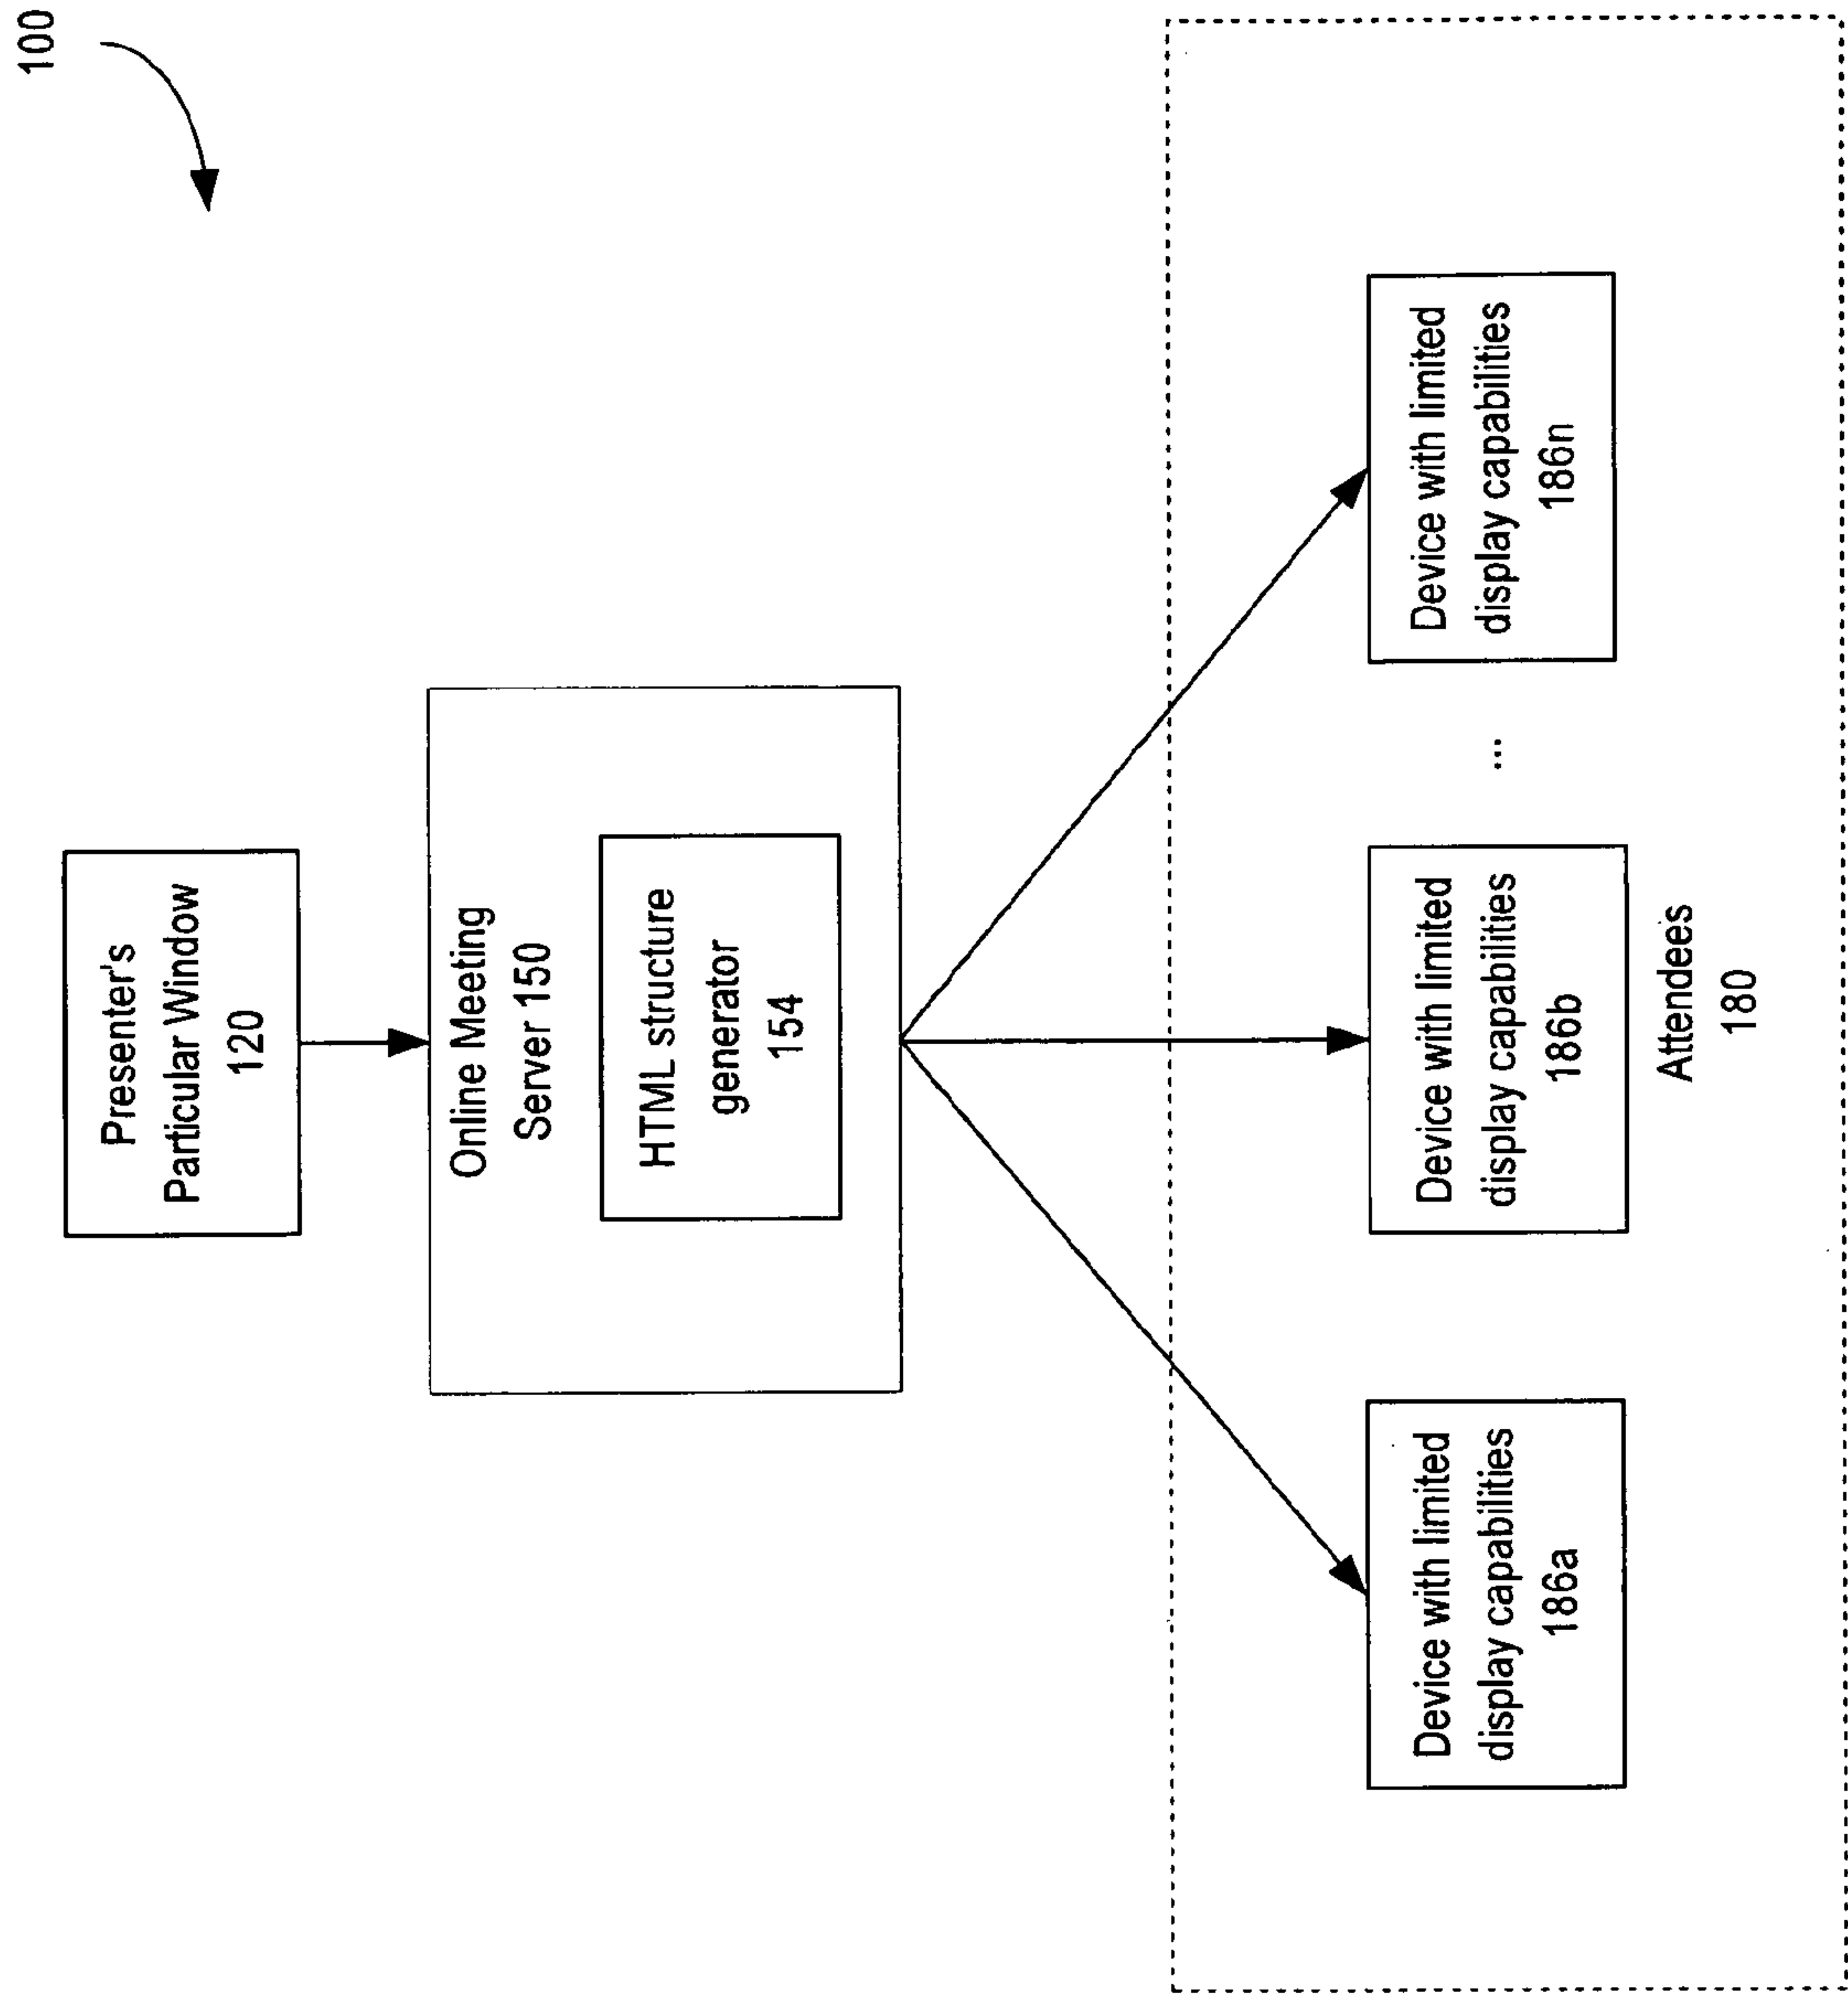 100
Presenter's
Particular Window
120
Online Meeting
Server 150
HTML structure
generator
154
Device with limited
display capabilities
186a
Device with limited
display capabilities
186b
...
Device with limited
display capabilities
186n
Attendees
180